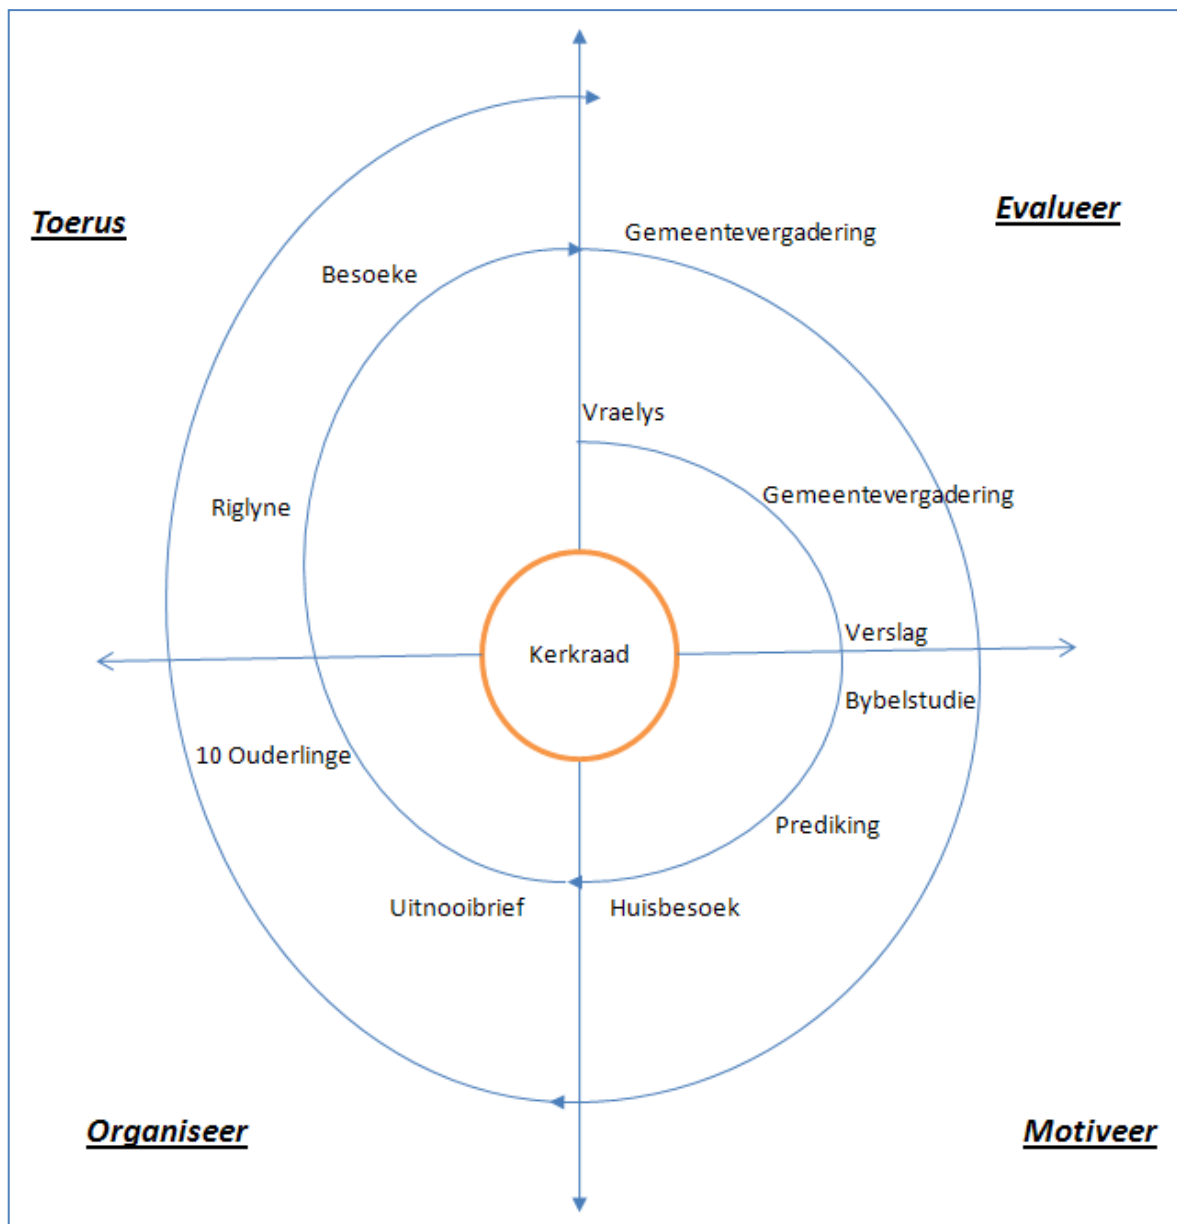 Toerus
Evalueer
Gemeentevergadering
Besoeke
Vraelys
Gemeentevergadering
Riglyne
Verslag
Kerkraad
Bybelstudie
10 Ouderlinge
Prediking
Uitnooibrief
Huisbesoek
Organiseer
Motiveer